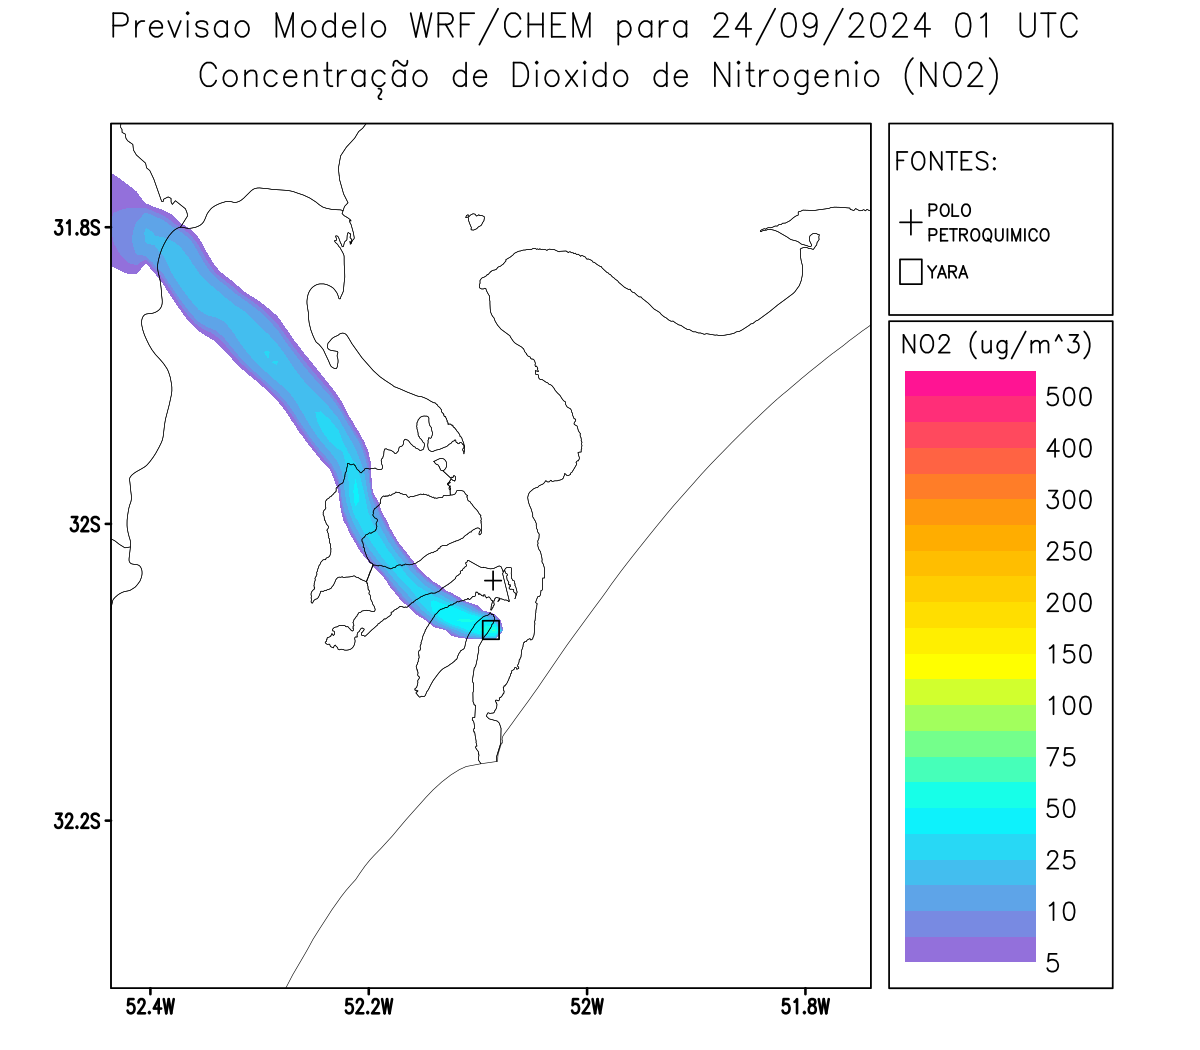 Previsao Modelo WRF/CHEM para 24/09/2024 01 UTC
Concentração de Dioxido de Nitrogenio (NO2)
FONTES:
POLO
PETROQUIMICO
YARA
NO2 (ug/m^3)
500
400
300
250
200
150
100
75
50
25
10
5
31.8S
32S
32.2S
52.4W
52.2W
52W
51.8W